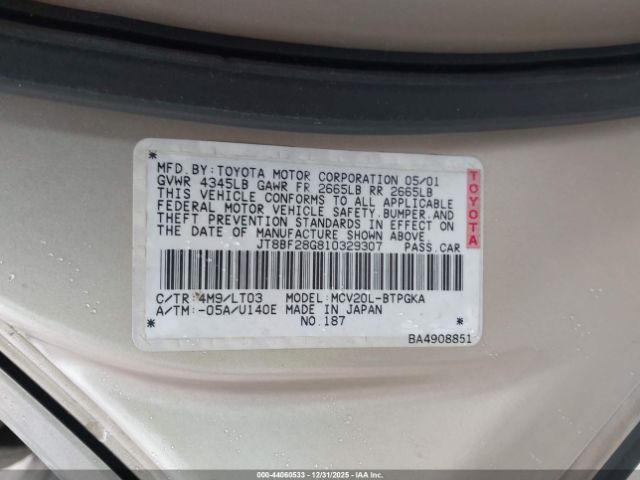 MFD.BY:TOYOTA MOTOR CORPORATION 05/01
GVWR 4345LB GAWR FR 2665LB RR 2665LB
THIS VEHICLE CONFORMS TO ALL APPLICABLE
FEDERAL MOTOR VEHICLE SAFETY,BUMPER,AND
THEFT PREVENTION STANDARDS IN EFFECT ON
THE DATE OF MANUFACTURE SHOWN ABOVE.
JT8BF28G810329307 PASS.CAR
TOYOTA
C/TR:4M9/LT03 MODEL:MCV20L-BTPGKA
A/TM:-05A/U140E MADE IN JAPAN
NO.187
BA4908851
000-44060533 - 12/31/2025 - IAAI.COM